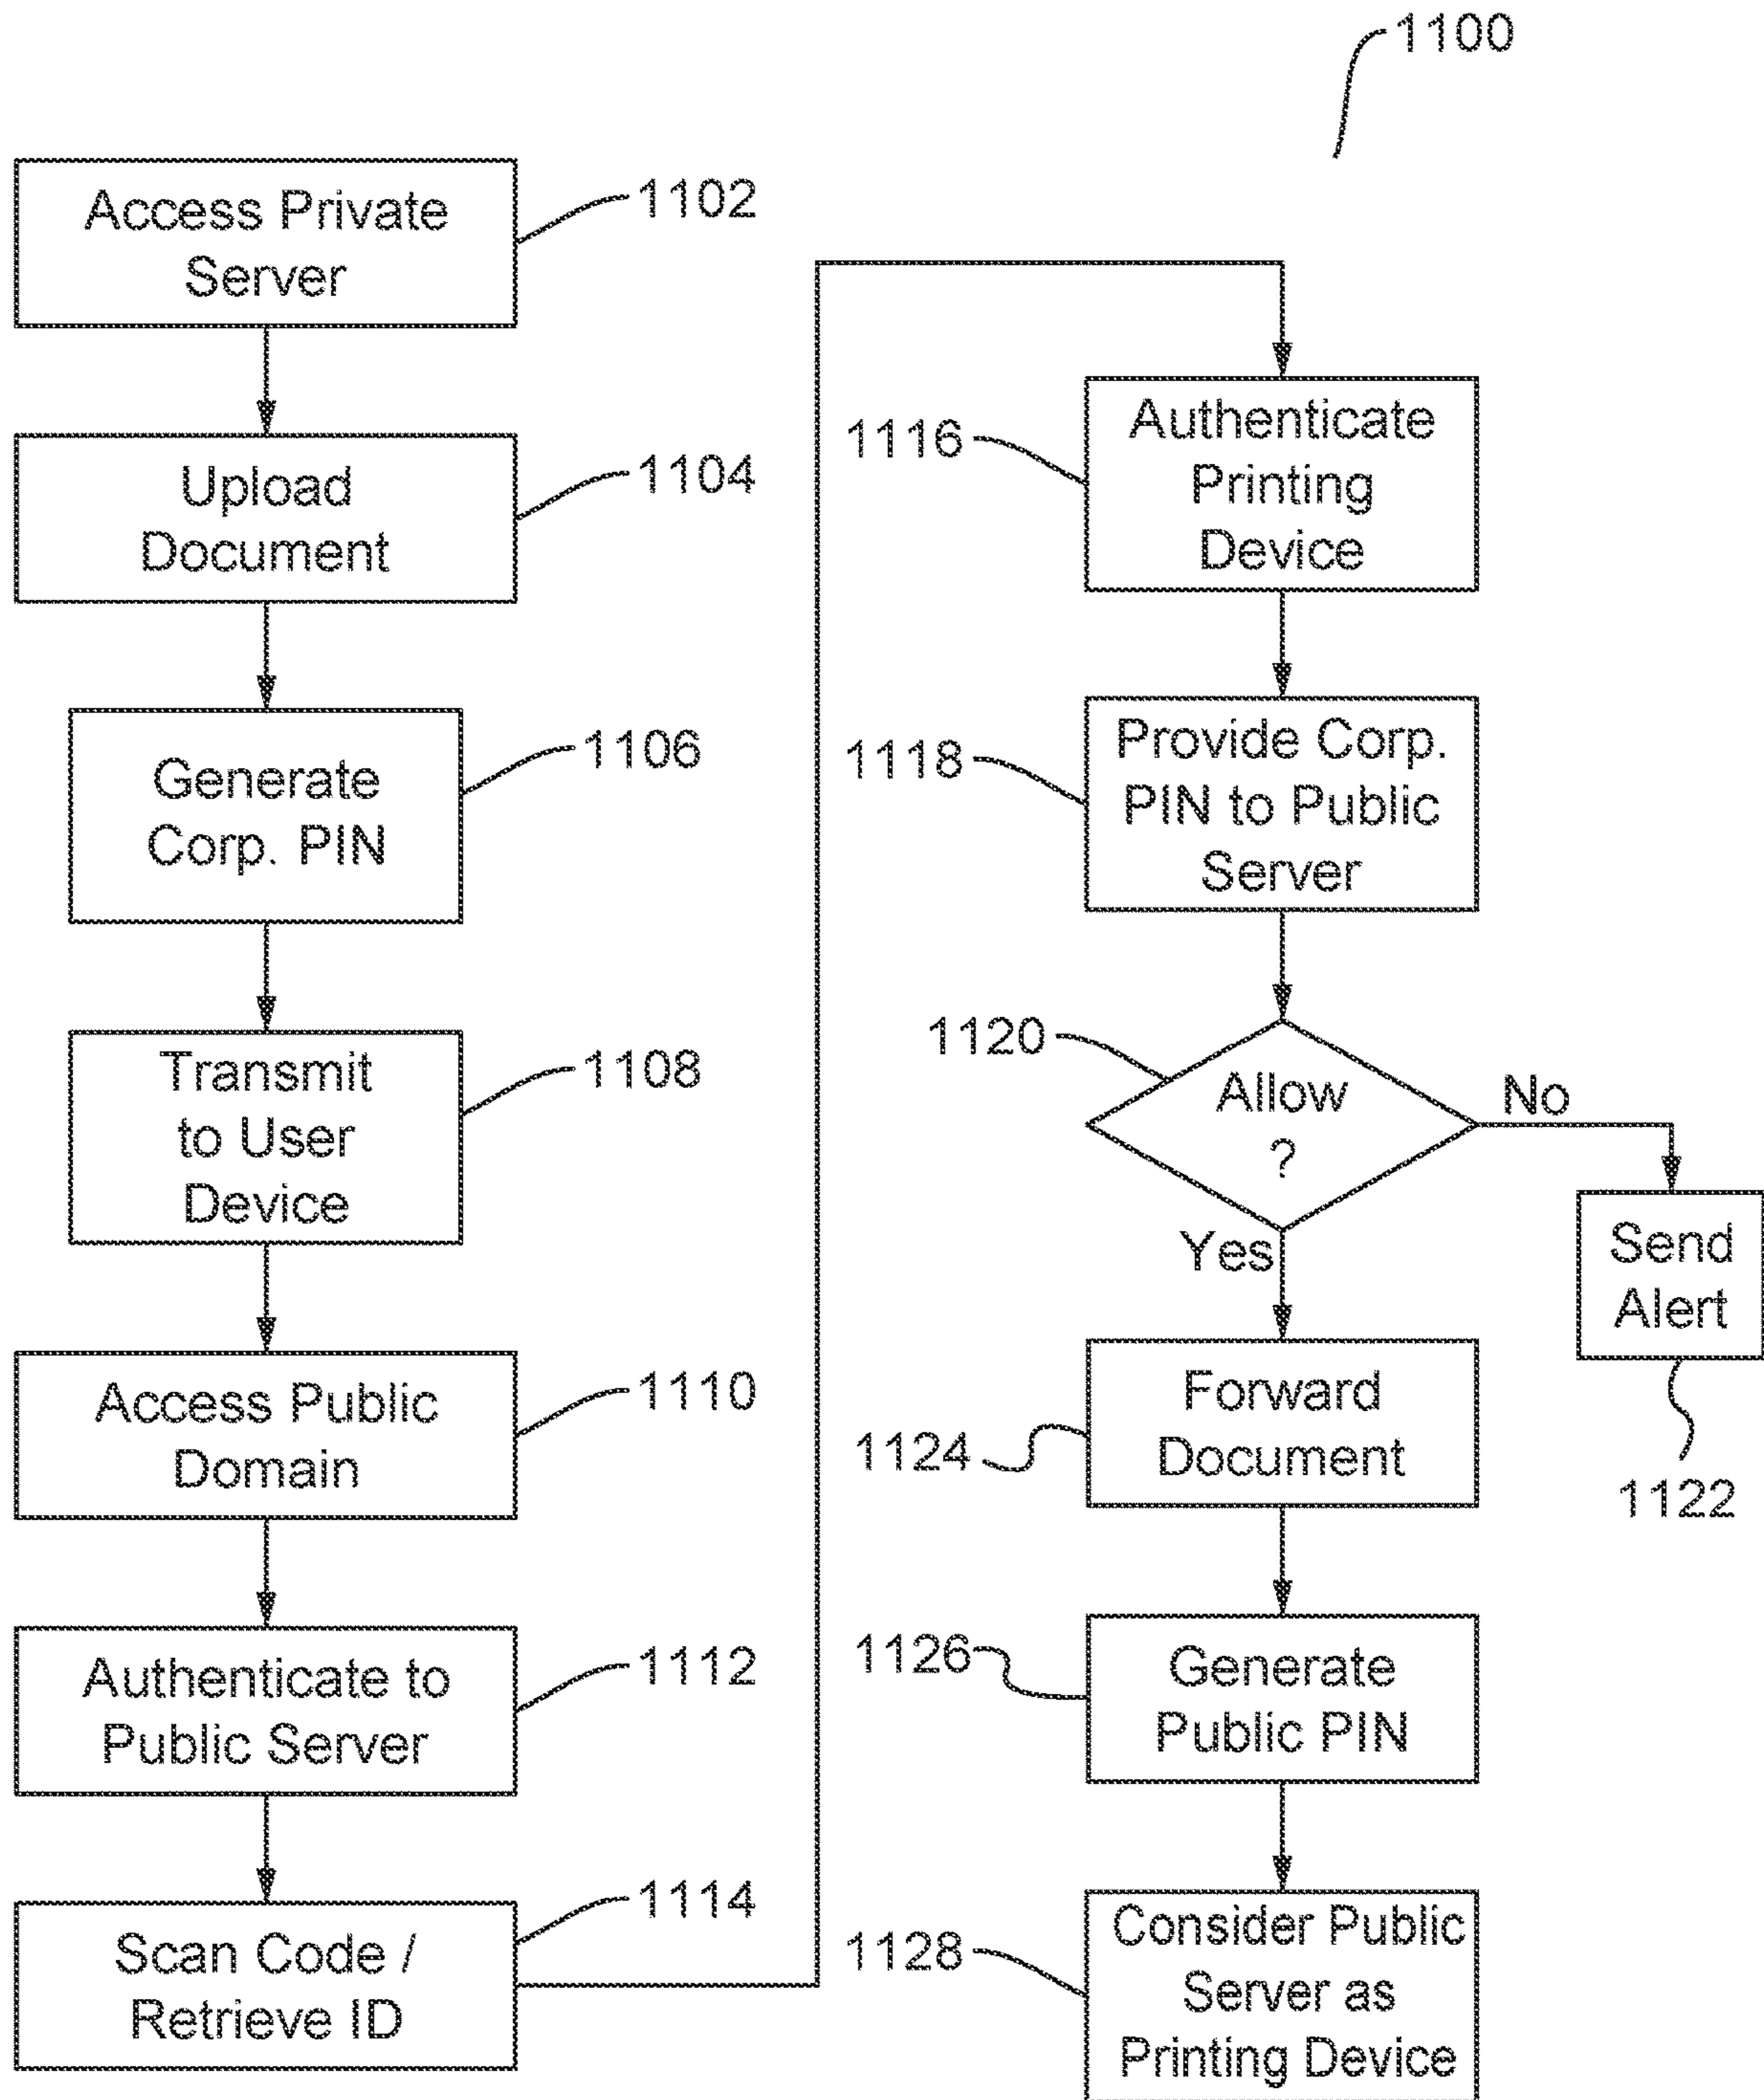 1100
Access Private
Server
1102
Upload
Document
1104
Generate
Corp. PIN
1106
Transmit
to User
Device
1108
Access Public
Domain
1110
Authenticate to
Public Server
1112
Scan Code /
Retrieve ID
1114
Authenticate
Printing
Device
1116
Provide Corp.
PIN to Public
Server
1118
Allow
?
1120
No
Yes
Send
Alert
1122
Forward
Document
1124
Generate
Public PIN
1126
Consider Public
Server as
Printing Device
1128